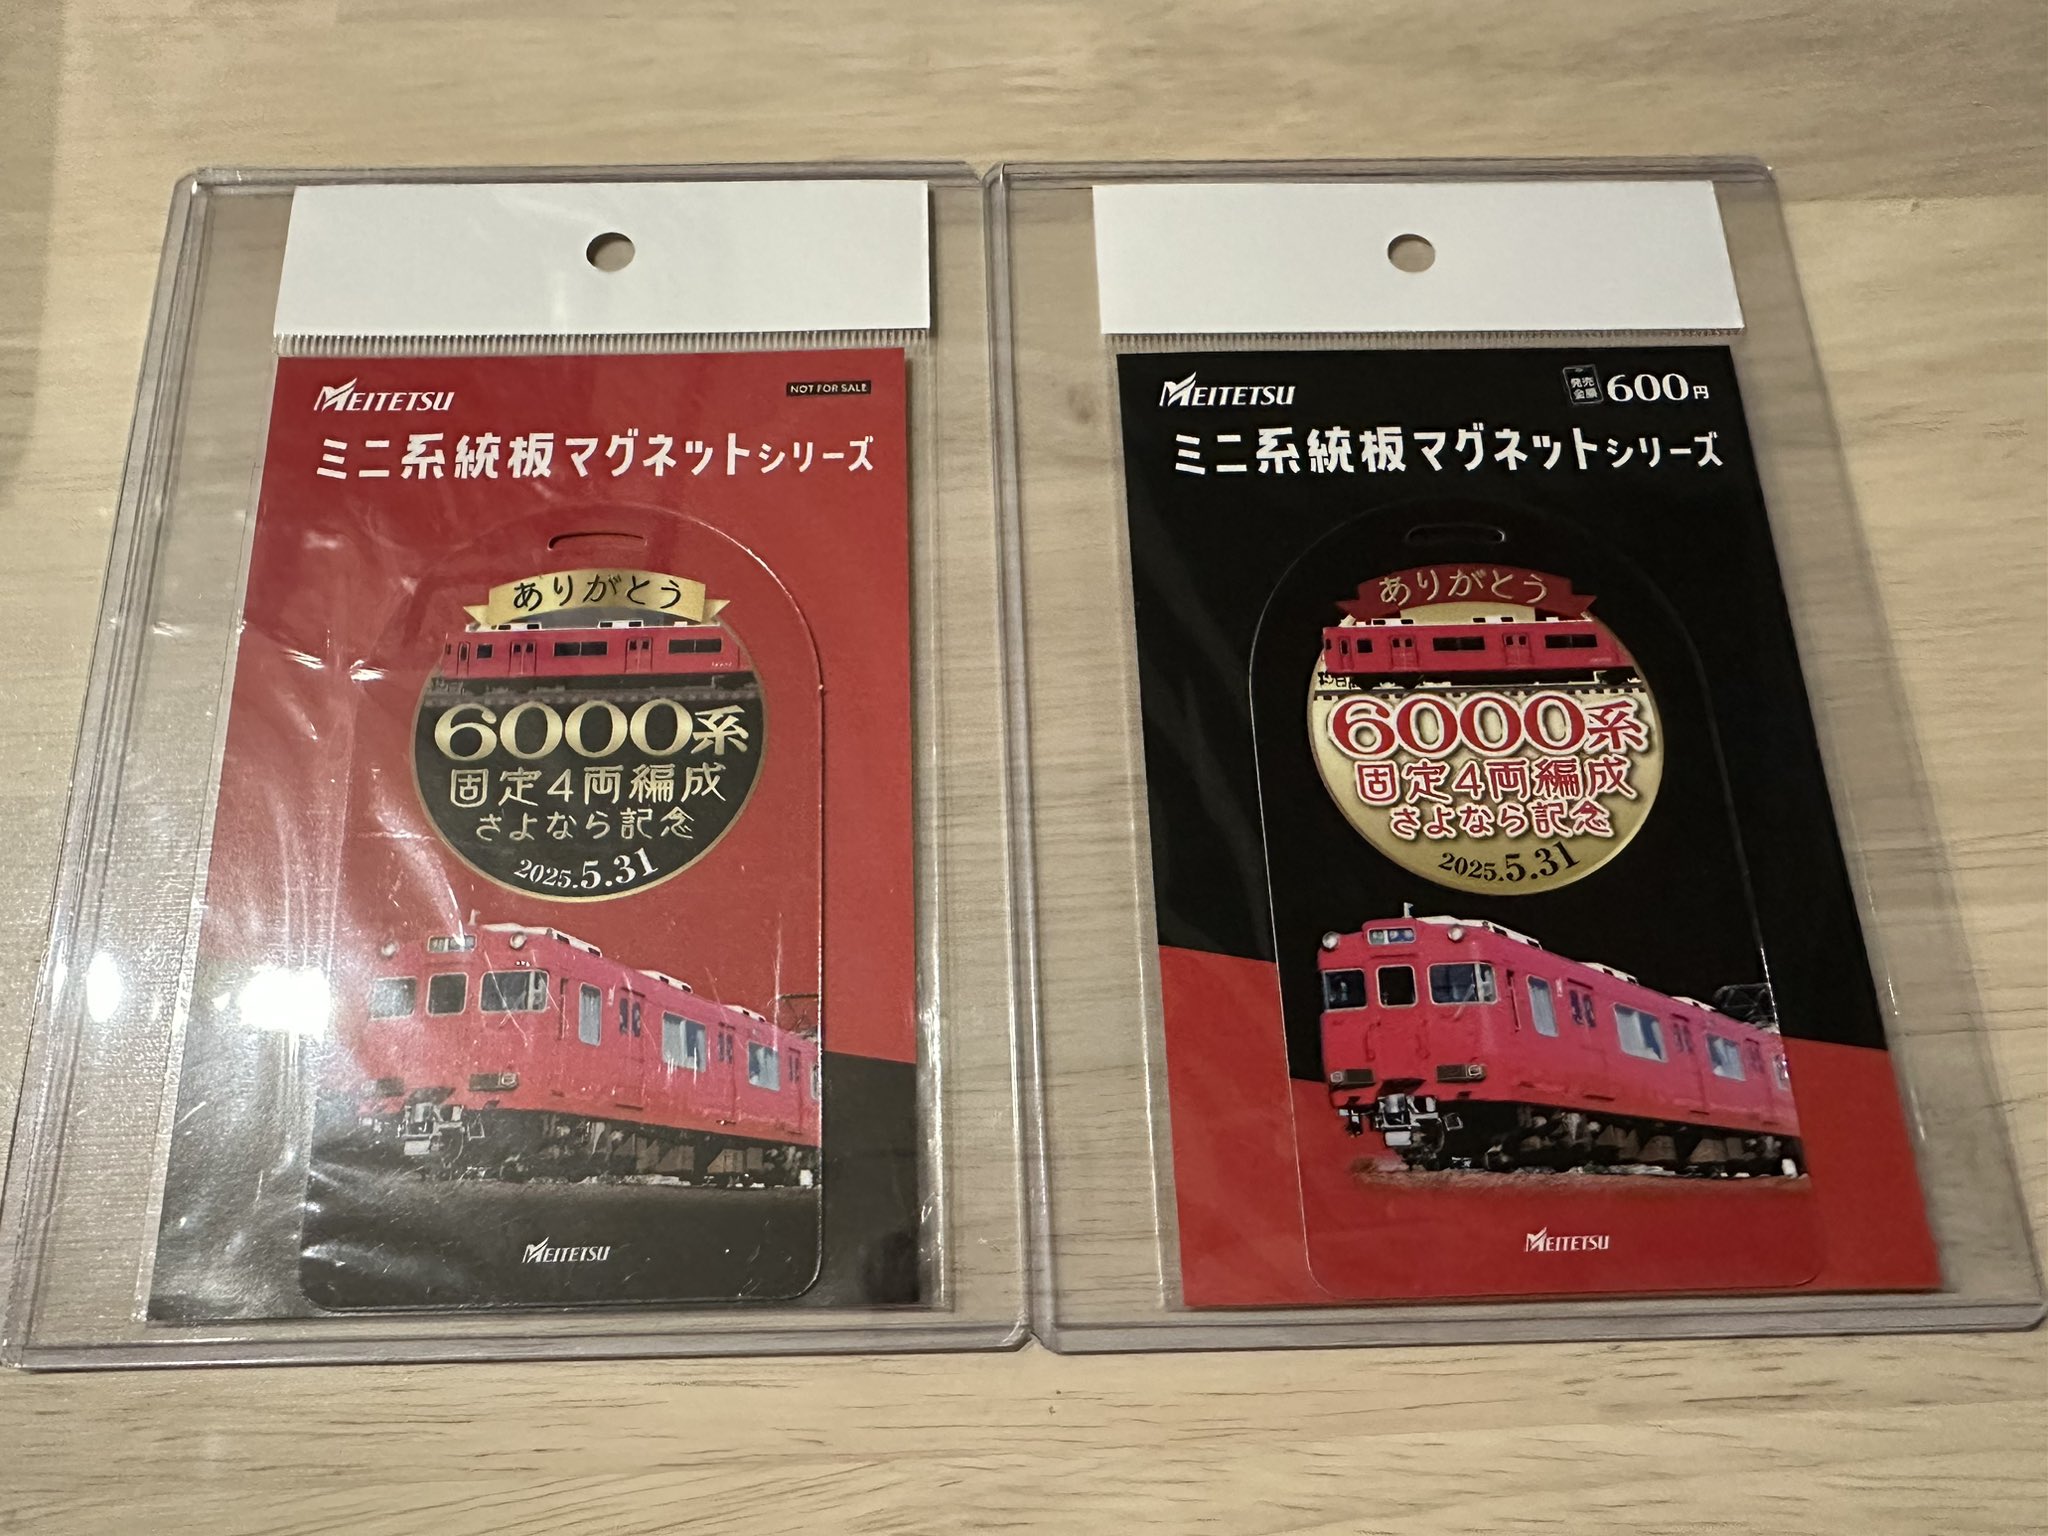 MEITETSU
NOT FOR SALE
ミニ系統板マグネットシリーズ
ありがとう
6000系
固定4両編成
さよなら記念
2025.5.31
MEITETSU
MEITETSU
発売
金額
600円
ミニ系統板マグネットシリーズ
ありがとう
6000系
固定4両編成
さよなら記念
2025.5.31
MEITETSU